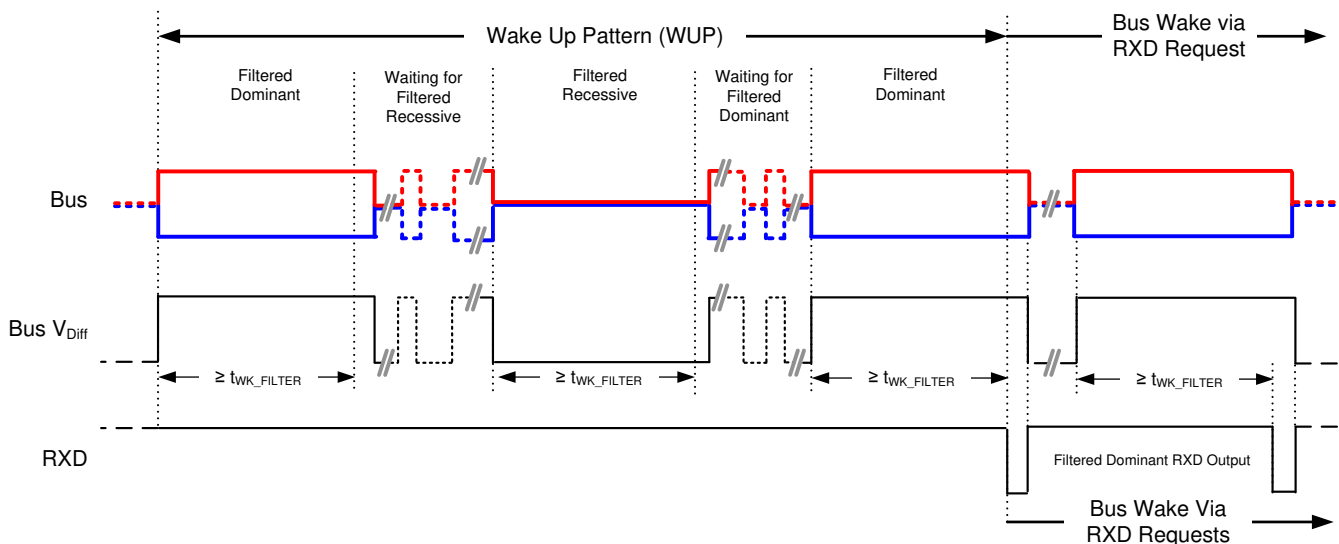 Wake Up Pattern (WUP)
Bus Wake via
RXD Request
Filtered
Dominant
Waiting for
Filtered
Recessive
Filtered
Recessive
Waiting for
Filtered
Dominant
Filtered
Dominant
Bus
Bus VDiff
≥ tWK_FILTER
≥ tWK_FILTER
≥ tWK_FILTER
≥ tWK_FILTER
RXD
Filtered Dominant RXD Output
Bus Wake Via
RXD Requests